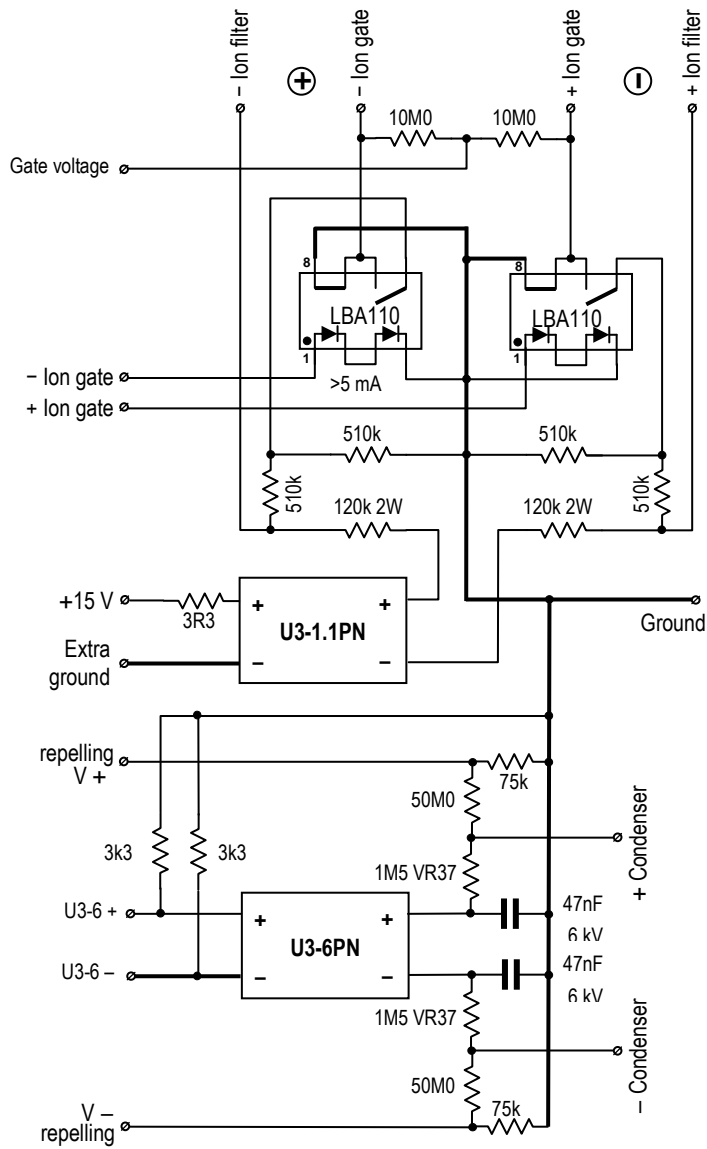 – Ion filter
+
– Ion gate
+ Ion gate
–
+ Ion filter
10M0
10M0
Gate voltage
8
8
LBA110
LBA110
1
1
– Ion gate
>5 mA
+ Ion gate
510k
510k
510k
510k
120k 2W
120k 2W
+15 V
3R3
+
+
U3-1.1PN
–
–
Ground
Extra
ground
repelling
V +
75k
50M0
3k3
3k3
1M5 VR37
+ Condenser
U3-6 +
+
+
47nF
6 kV
U3-6PN
U3-6 –
–
–
47nF
6 kV
1M5 VR37
– Condenser
50M0
75k
V –
repelling